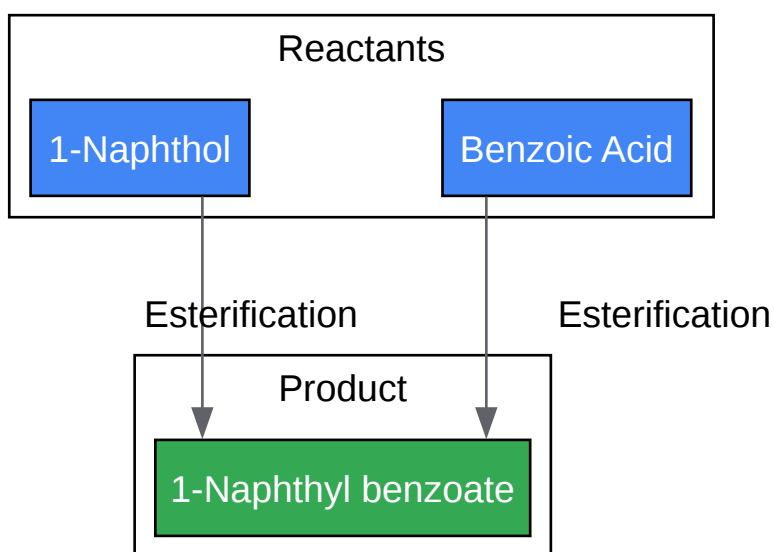 Reactants
1-Naphthol
Benzoic Acid
Esterification
Esterification
Product
1-Naphthyl benzoate